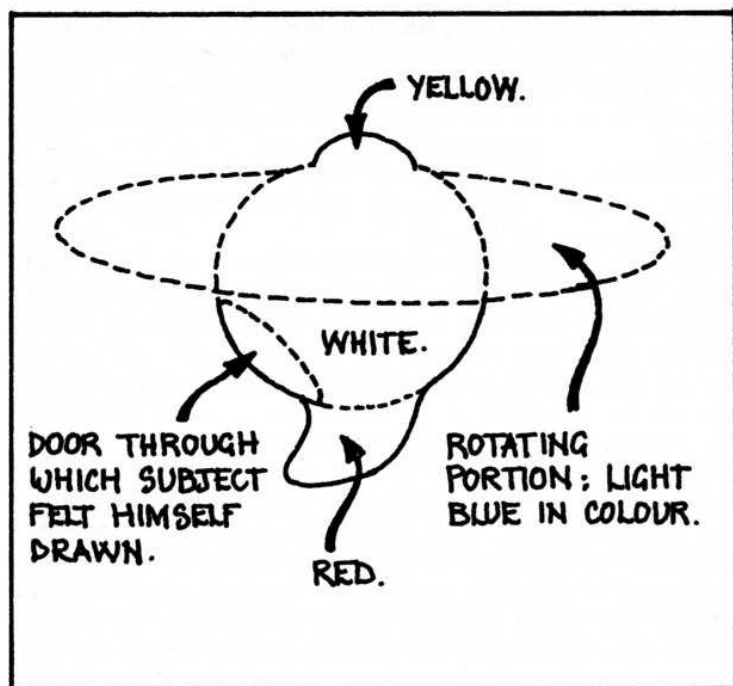 YELLOW.
WHITE.
DOOR THROUGH
WHICH SUBJECT
FELT HIMSELF
DRAWN.
ROTATING
PORTION: LIGHT
BLUE IN COLOUR.
RED.